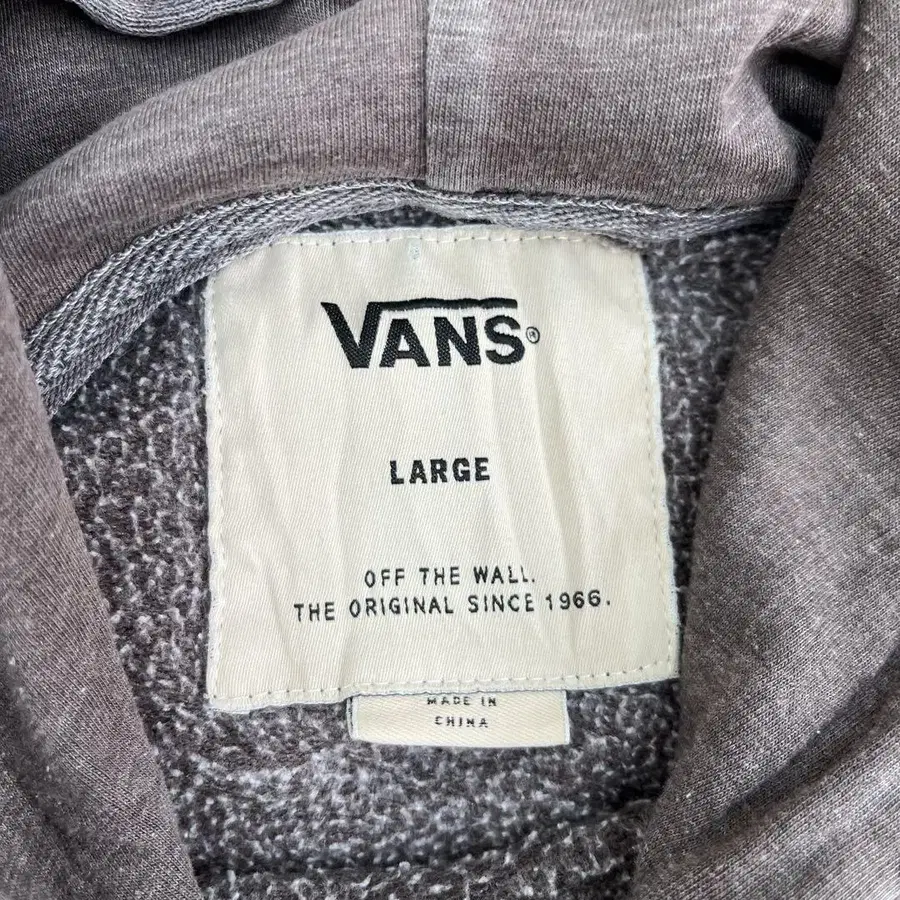 VANS®
LARGE
OFF THE WALL.
THE ORIGINAL SINCE 1966.
MADE IN
CHINA